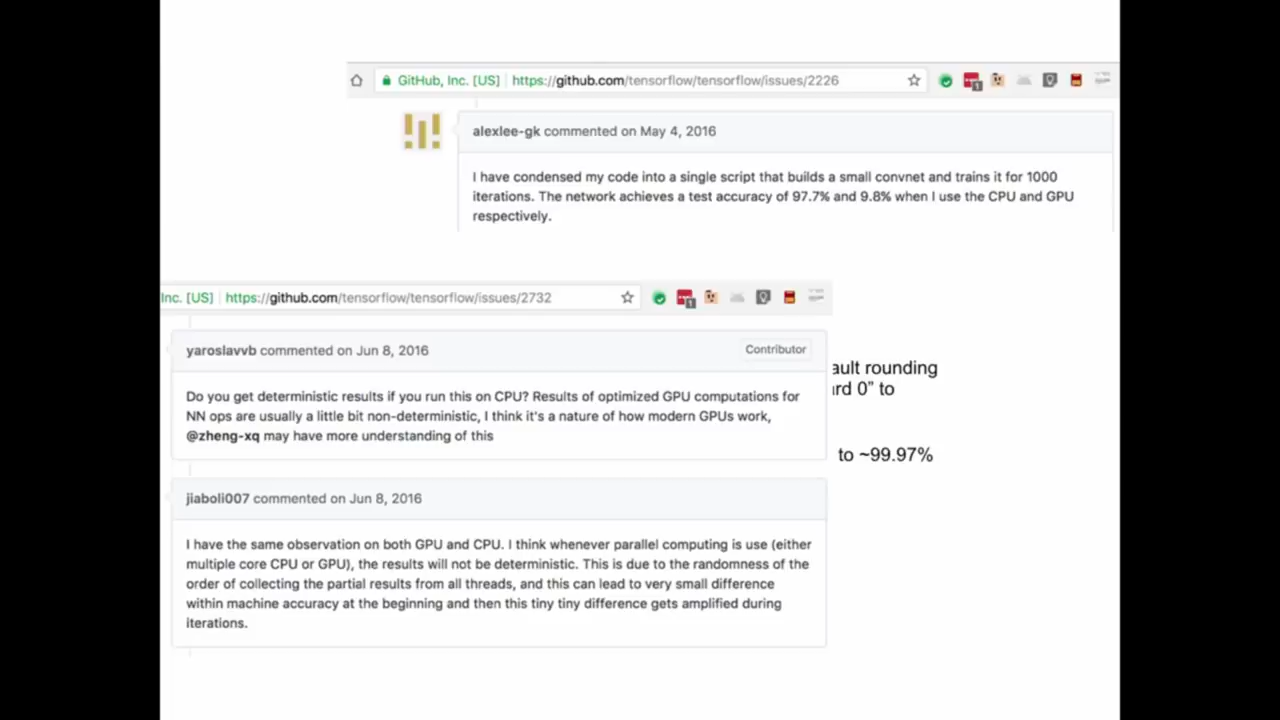 GitHub, Inc. [US] https://github.com/tensorflow/tensorflow/issues/2226
1
alexlee-gk commented on May 4, 2016
I have condensed my code into a single script that builds a small convnet and trains it for 1000
iterations. The network achieves a test accuracy of 97.7% and 9.8% when I use the CPU and GPU
respectively.
Inc. [US] https://github.com/tensorflow/tensorflow/issues/2732
1
yaroslavvb commented on Jun 8, 2016 Contributor
Do you get deterministic results if you run this on CPU? Results of optimized GPU computations for
NN ops are usually a little bit non-deterministic, I think it's a nature of how modern GPUs work,
@zheng-xq may have more understanding of this
jiaboli007 commented on Jun 8, 2016
I have the same observation on both GPU and CPU. I think whenever parallel computing is use (either
multiple core CPU or GPU), the results will not be deterministic. This is due to the randomness of the
order of collecting the partial results from all threads, and this can lead to very small difference
within machine accuracy at the beginning and then this tiny tiny difference gets amplified during
iterations.
ault rounding
rd 0” to
to ~99.97%